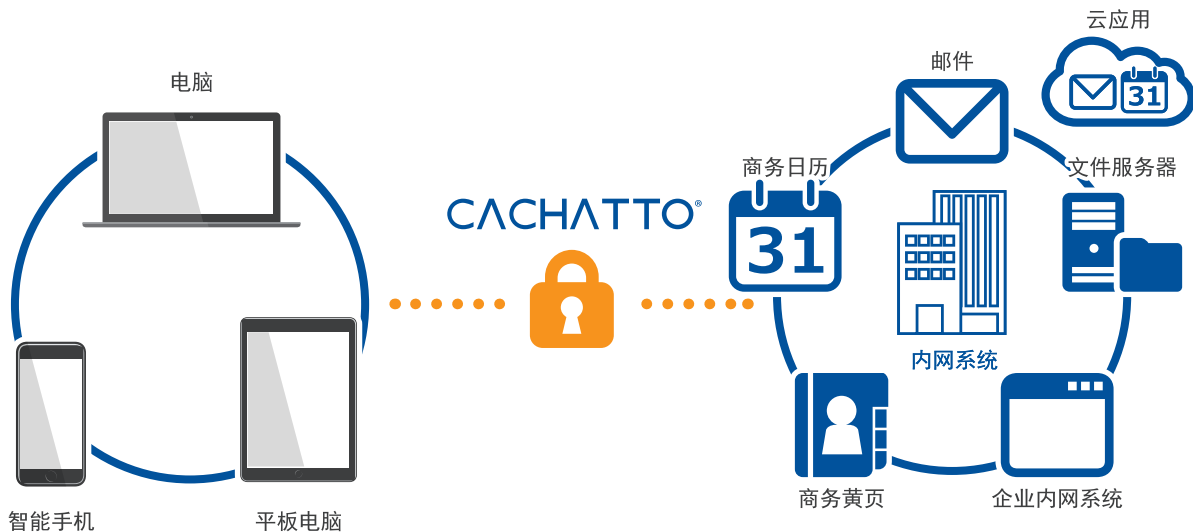 云应用
邮件
31
电脑
商务日历
文件服务器
CACHATTO®
31
内网系统
商务黄页
企业内网系统
智能手机
平板电脑